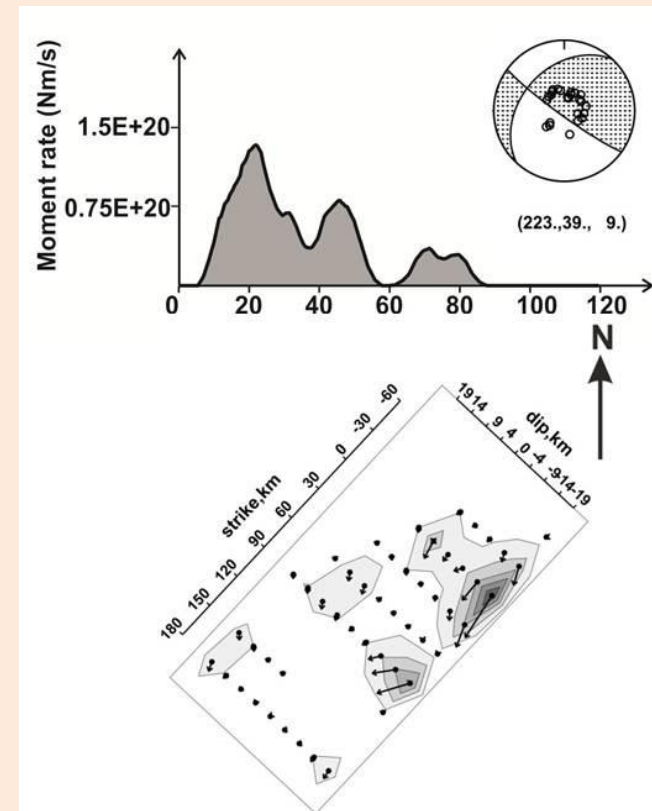 Moment rate (Nm/s)
1.5E+20
0.75E+20
(223.,39., 9.)
0 20 40 60 80 100 120
N
-60
-30
0
30
60
90
120
150
180
strike,km
19 14 9 4 0 -4 -9 -14 -19
dip,km